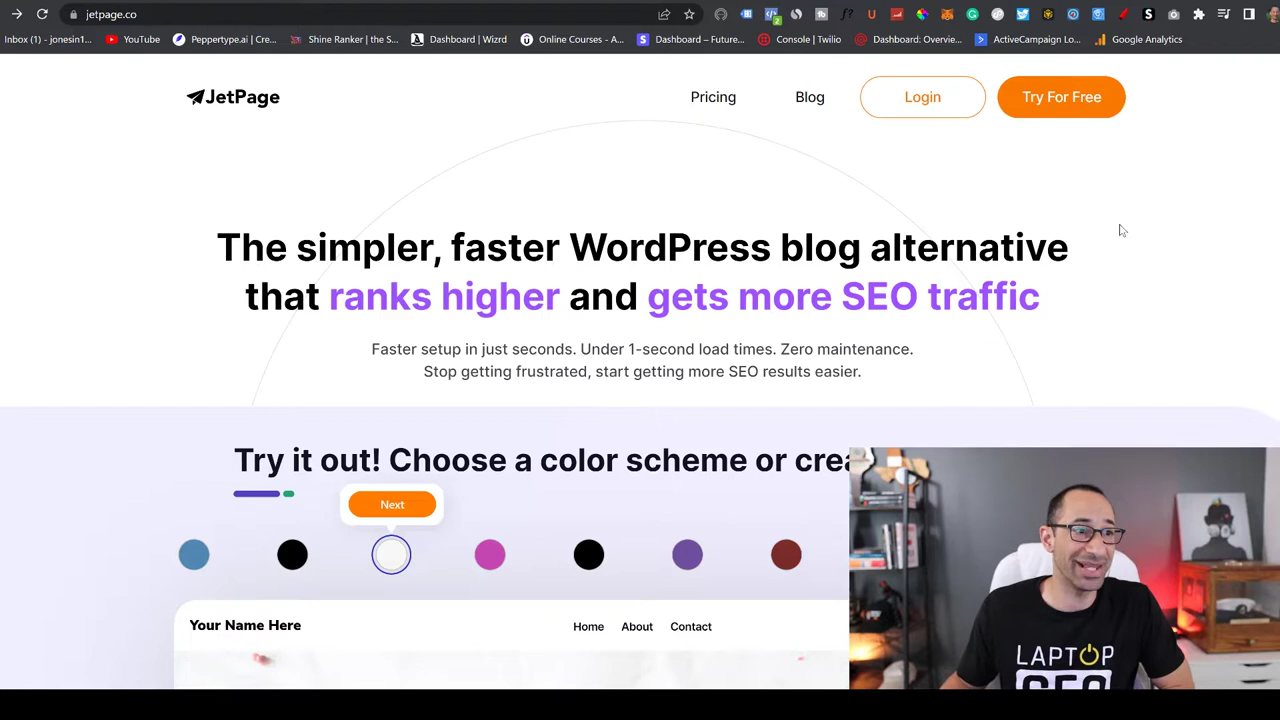 jetpage.co
2
f?
Inbox (1) – jonesin1...
YouTube
Peppertype.ai | Cre...
Shine Ranker | the S...
Dashboard | Wizrd
Online Courses - A...
Dashboard – Future...
Console | Twilio
Dashboard: Overvie...
ActiveCampaign Lo...
Google Analytics
JetPage
Pricing
Blog
Login
Try For Free
The simpler, faster WordPress blog alternative
that ranks higher and gets more SEO traffic
Faster setup in just seconds. Under 1-second load times. Zero maintenance.
Stop getting frustrated, start getting more SEO results easier.
Try it out! Choose a color scheme or crea
Next
Your Name Here
Home
About
Contact
LAPTOP
SEO